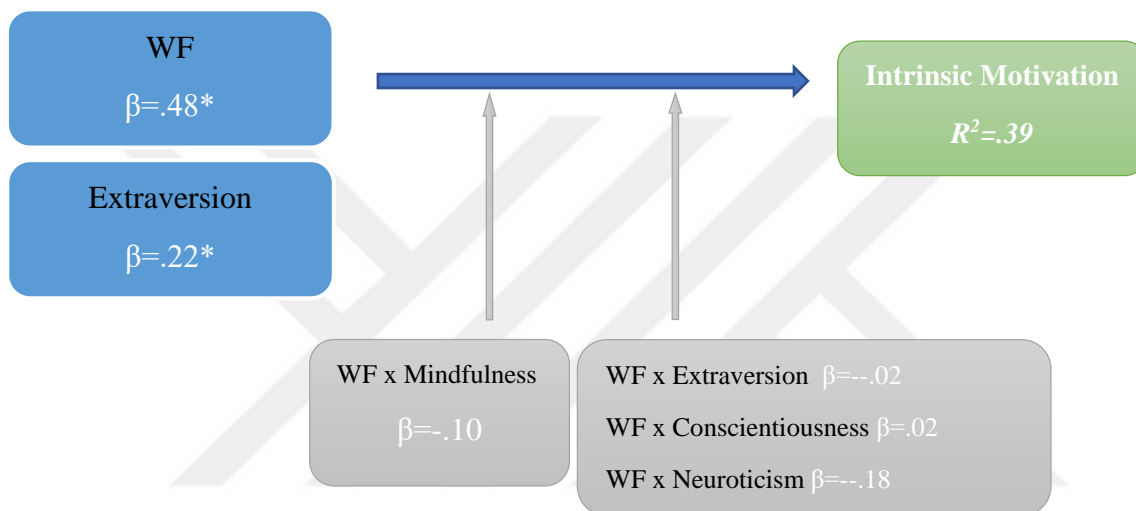 WF
β=.48*
Extraversion
β=.22*
Intrinsic Motivation
R²=.39
WF x Mindfulness
β=-.10
WF x Extraversion β=--.02
WF x Conscientiousness β=.02
WF x Neuroticism β=--.18